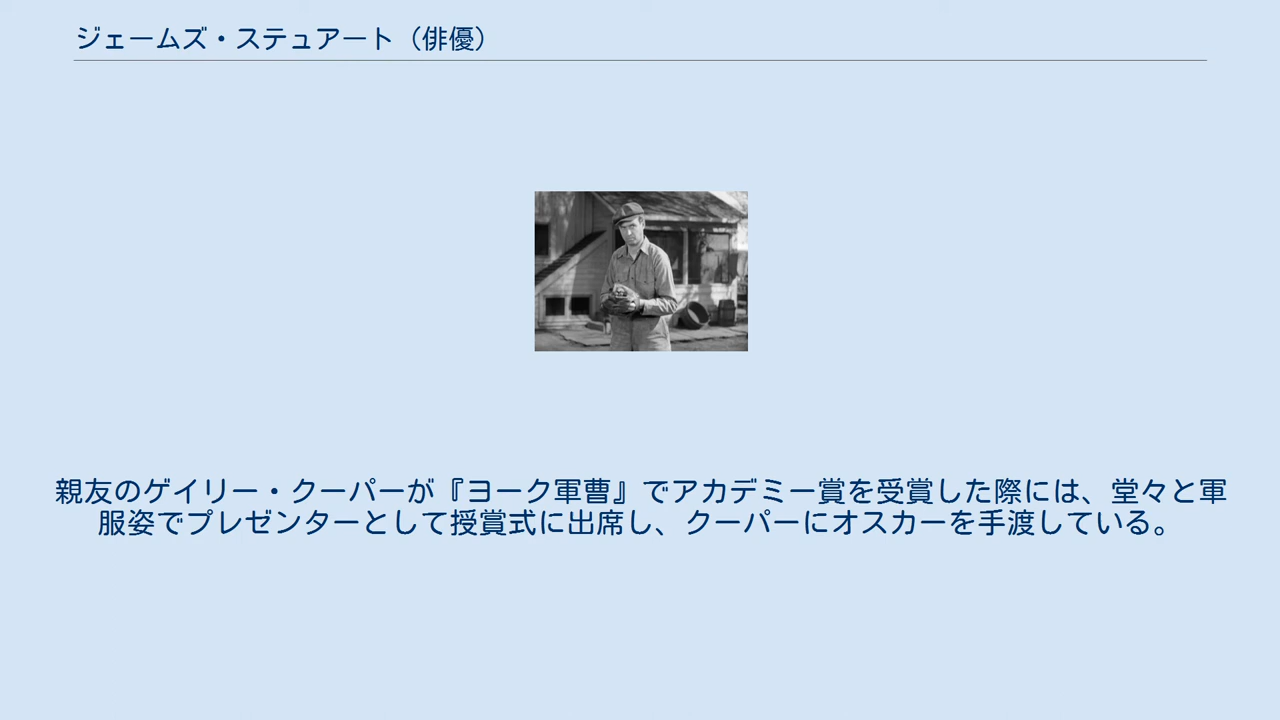 ジェームズ・ステュアート（俳優）
親友のゲイリー・クーパーが『ヨーク軍曹』でアカデミー賞を受賞した際には、堂々と軍
服姿でプレゼンターとして授賞式に出席し、クーパーにオスカーを手渡している。